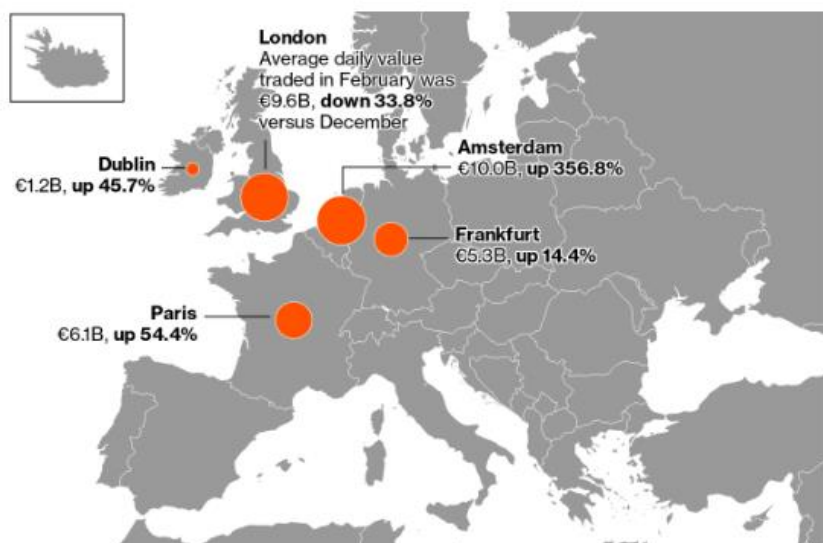 London
Average daily value
traded in February was
€9.6B, down 33.8%
versus December
Dublin
€1.2B, up 45.7%
Amsterdam
€10.0B, up 356.8%
Frankfurt
€5.3B, up 14.4%
Paris
€6.1B, up 54.4%